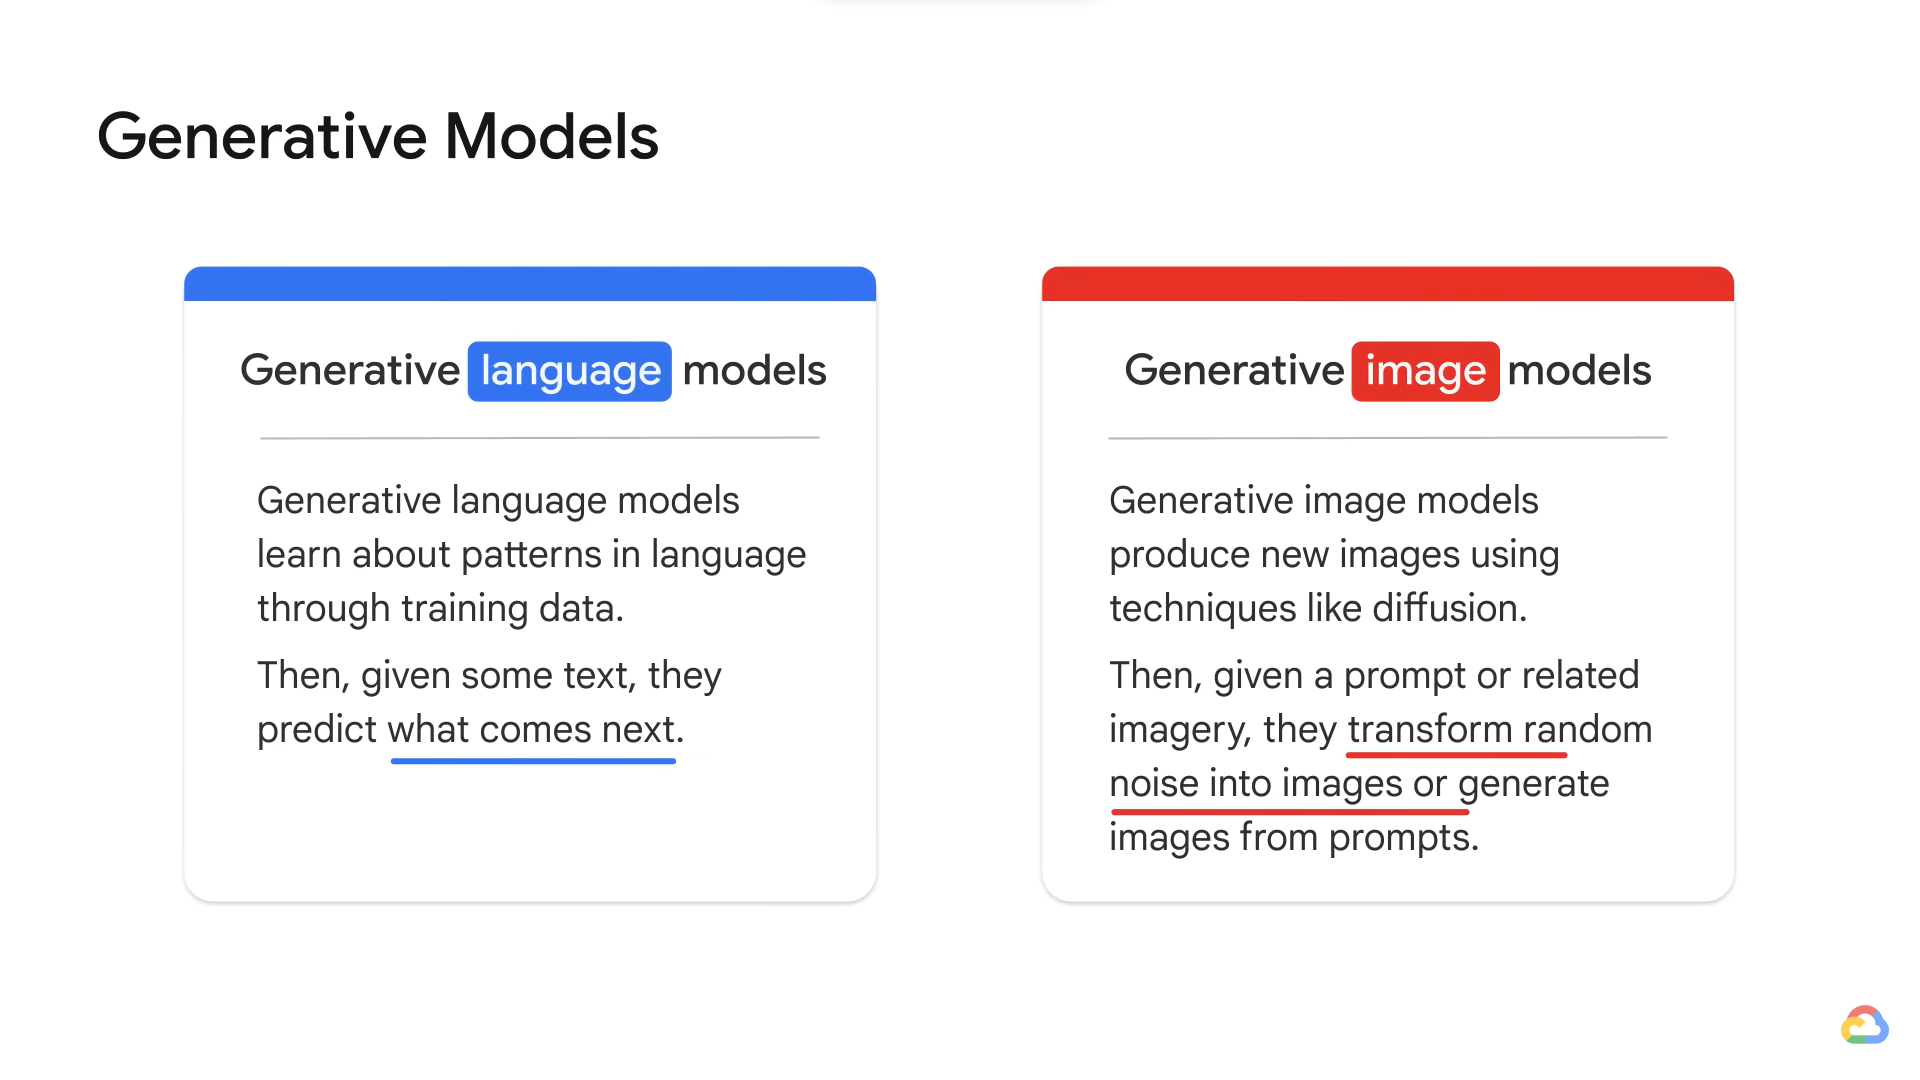 Generative Models
Generative language models
Generative language models
learn about patterns in language
through training data.
Then, given some text, they
predict what comes next.
Generative image models
Generative image models
produce new images using
techniques like diffusion.
Then, given a prompt or related
imagery, they transform random
noise into images or generate
images from prompts.